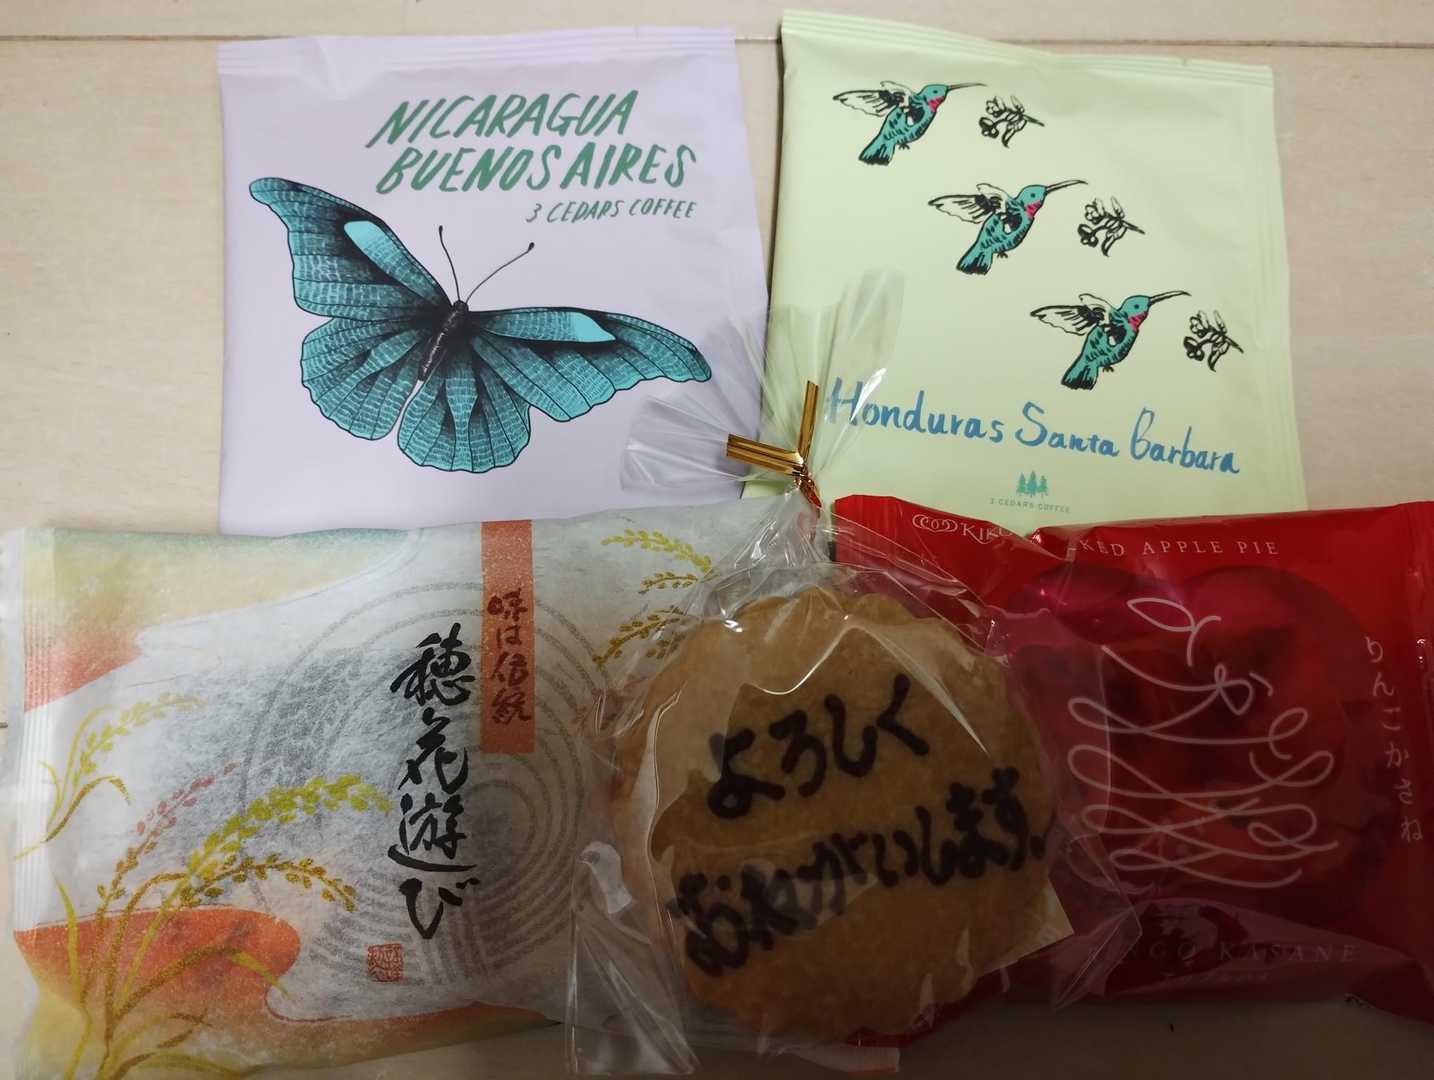 NICARAGUA
BUENOS AIRES
3 CEDARS COFFEE
Honduras Santa Barbara
3 CEDARS COFFEE
味は伝統
穂花遊び
よろしく
おねがいします。
APPLE PIE
りんごかさね
KASANE